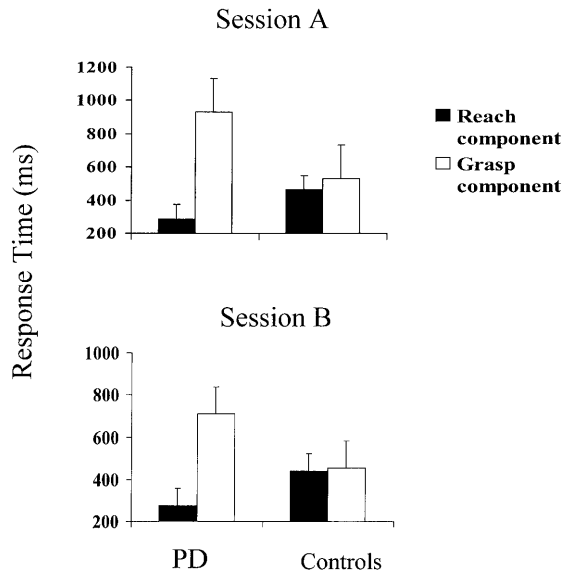 Session A
Response Time (ms)
1200
1000
800
600
400
200
Reach
component
Grasp
component
Session B
1000
800
600
400
200
PD
Controls